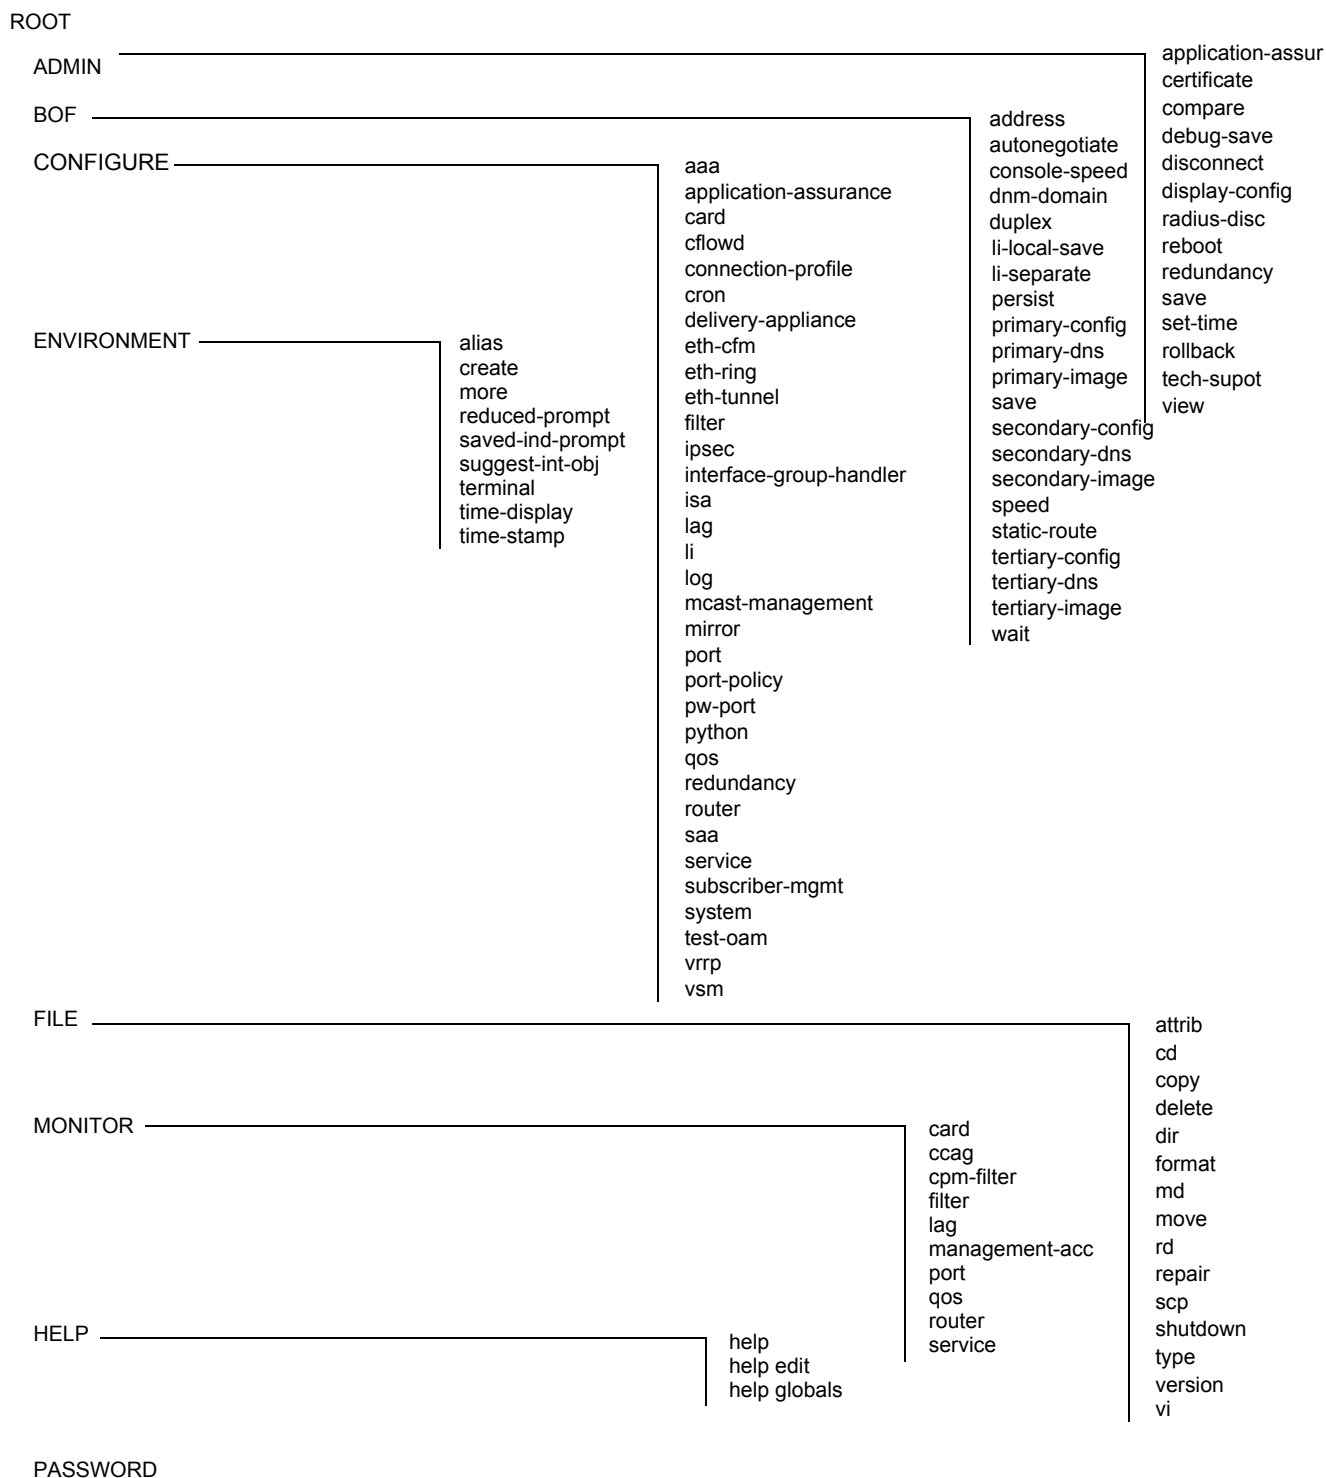 ROOT
ADMIN
application-assur
certificate
compare
debug-save
disconnect
display-config
radius-disc
reboot
redundancy
save
set-time
rollback
tech-supot
view
BOF
address
autonegotiate
console-speed
dnm-domain
duplex
li-local-save
li-separate
persist
primary-config
primary-dns
primary-image
save
secondary-config
secondary-dns
secondary-image
speed
static-route
tertiary-config
tertiary-dns
tertiary-image
wait
CONFIGURE
aaa
application-assurance
card
cflowd
connection-profile
cron
delivery-appliance
eth-cfm
eth-ring
eth-tunnel
filter
ipsec
interface-group-handler
isa
lag
li
log
mcast-management
mirror
port
port-policy
pw-port
python
qos
redundancy
router
saa
service
subscriber-mgmt
system
test-oam
vrrp
vsm
ENVIRONMENT
alias
create
more
reduced-prompt
saved-ind-prompt
suggest-int-obj
terminal
time-display
time-stamp
FILE
attrib
cd
copy
delete
dir
format
md
move
rd
repair
scp
shutdown
type
version
vi
MONITOR
card
ccag
cpm-filter
filter
lag
management-acc
port
qos
router
service
HELP
help
help edit
help globals
PASSWORD